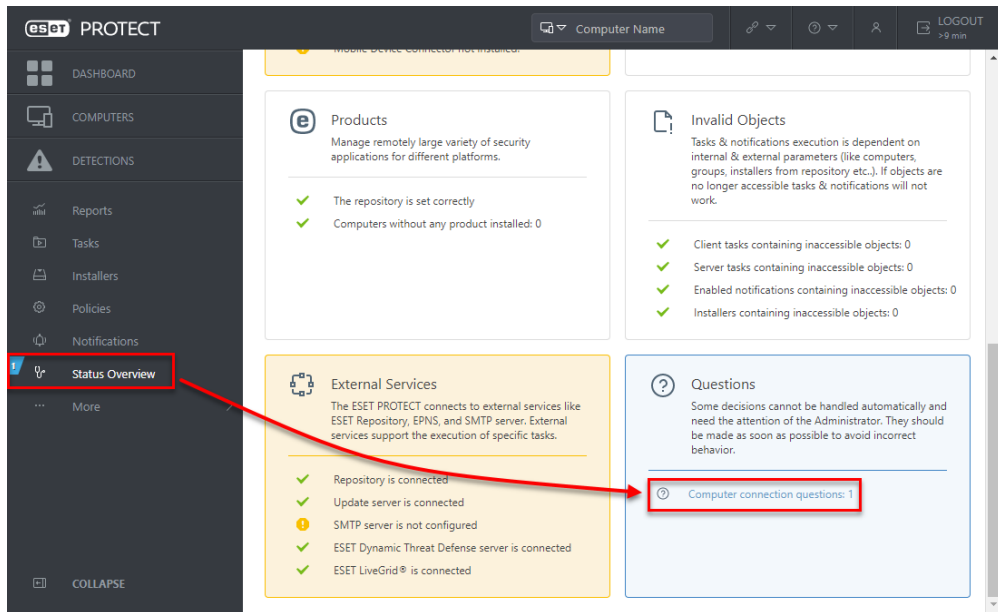 eset PROTECT
Computer Name
LOGOUT
>9 min
DASHBOARD
COMPUTERS
DETECTIONS
Reports
Tasks
Installers
Policies
Notifications
Status Overview
More
COLLAPSE
Mobile Device Connector not installed.
Products
Manage remotely large variety of security
applications for different platforms.
The repository is set correctly
Computers without any product installed: 0
Invalid Objects
Tasks & notifications execution is dependent on
internal & external parameters (like computers,
groups, installers from repository etc..). If objects are
no longer accessible tasks & notifications will not
work.
Client tasks containing inaccessible objects: 0
Server tasks containing inaccessible objects: 0
Enabled notifications containing inaccessible objects: 0
Installers containing inaccessible objects: 0
External Services
The ESET PROTECT connects to external services like
ESET Repository, EPNS, and SMTP server. External
services support the execution of specific tasks.
Repository is connected
Update server is connected
SMTP server is not configured
ESET Dynamic Threat Defense server is connected
ESET LiveGrid® is connected
Questions
Some decisions cannot be handled automatically and
need the attention of the Administrator. They should
be made as soon as possible to avoid incorrect
behavior.
Computer connection questions: 1